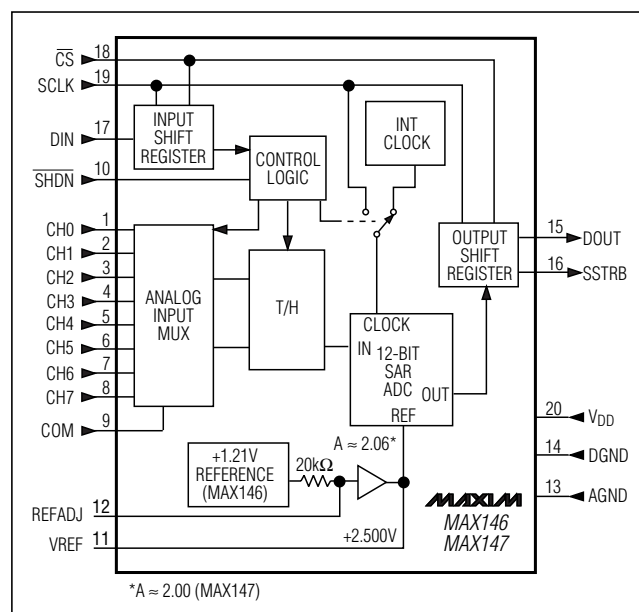 CS 18
SCLK 19
DIN 17
SHDN 10
INPUT
SHIFT
REGISTER
CONTROL
LOGIC
INT
CLOCK
CH0 1
CH1 2
CH2 3
CH3 4
CH4 5
CH5 6
CH6 7
CH7 8
COM 9
ANALOG
INPUT
MUX
T/H
CLOCK
IN
12-BIT
SAR
ADC
OUT
REF
OUTPUT
SHIFT
REGISTER
15 DOUT
16 SSTRB
20 VDD
14 DGND
13 AGND
+1.21V
REFERENCE
(MAX146)
20kΩ
A ≈ 2.06*
REFADJ 12
VREF 11
+2.500V
MAXIM
MAX146
MAX147
*A ≈ 2.00 (MAX147)